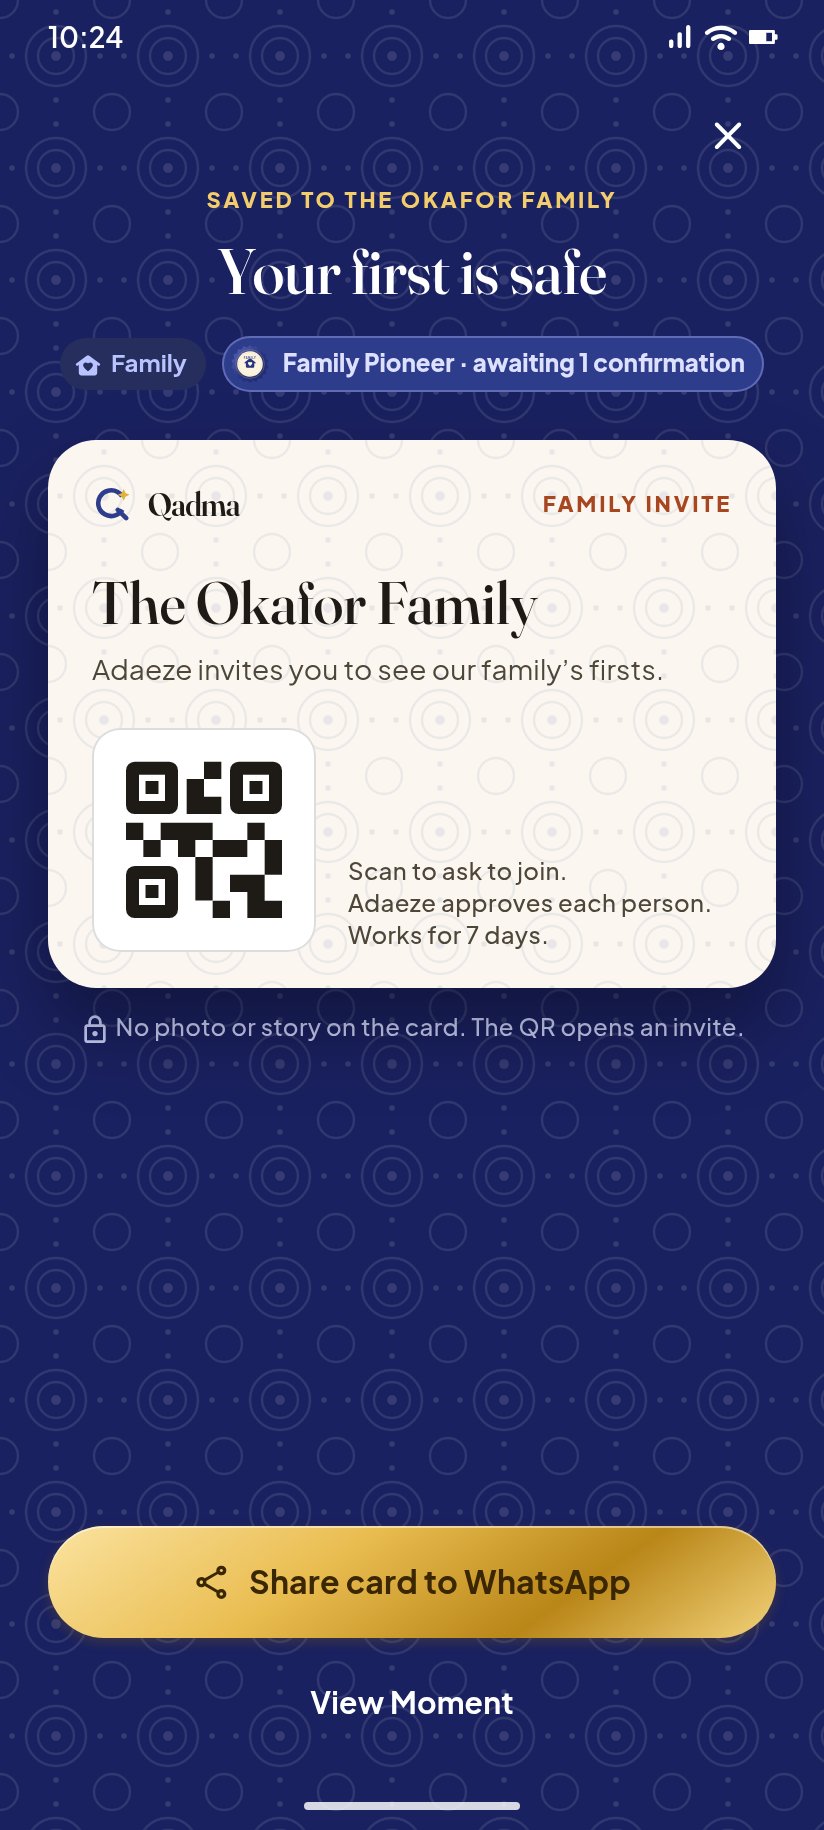 10:24
SAVED TO THE OKAFOR FAMILY
Your first is safe
Family
Family Pioneer · awaiting 1 confirmation
Qadma
FAMILY INVITE
The Okafor Family
Adaeze invites you to see our family’s firsts.
Scan to ask to join.
Adaeze approves each person.
Works for 7 days.
No photo or story on the card. The QR opens an invite.
Share card to WhatsApp
View Moment